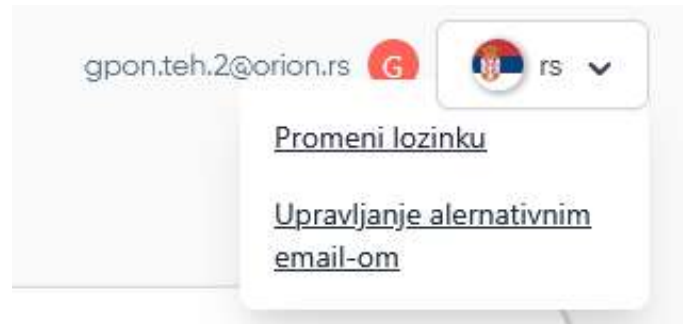 gpon.teh.2@orion.rs G rs
Promeni lozinku
Upravljanje alernativnim
email-om